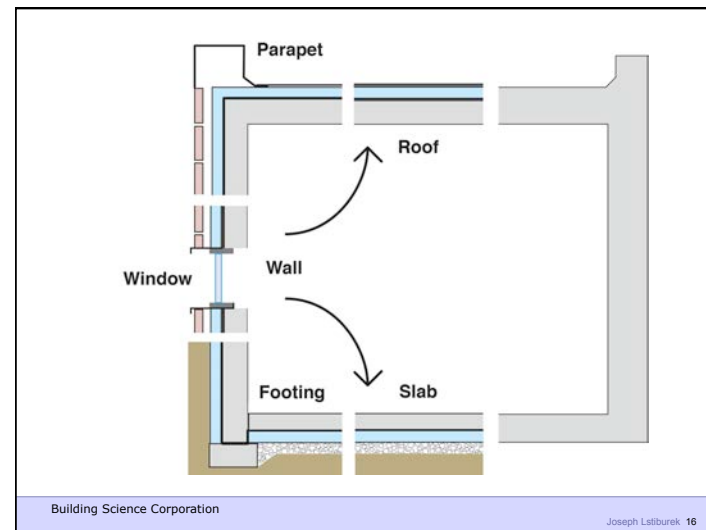 Parapet
Roof
Window
Wall
Footing
Slab
Building Science Corporation
Joseph Lstiburek 16